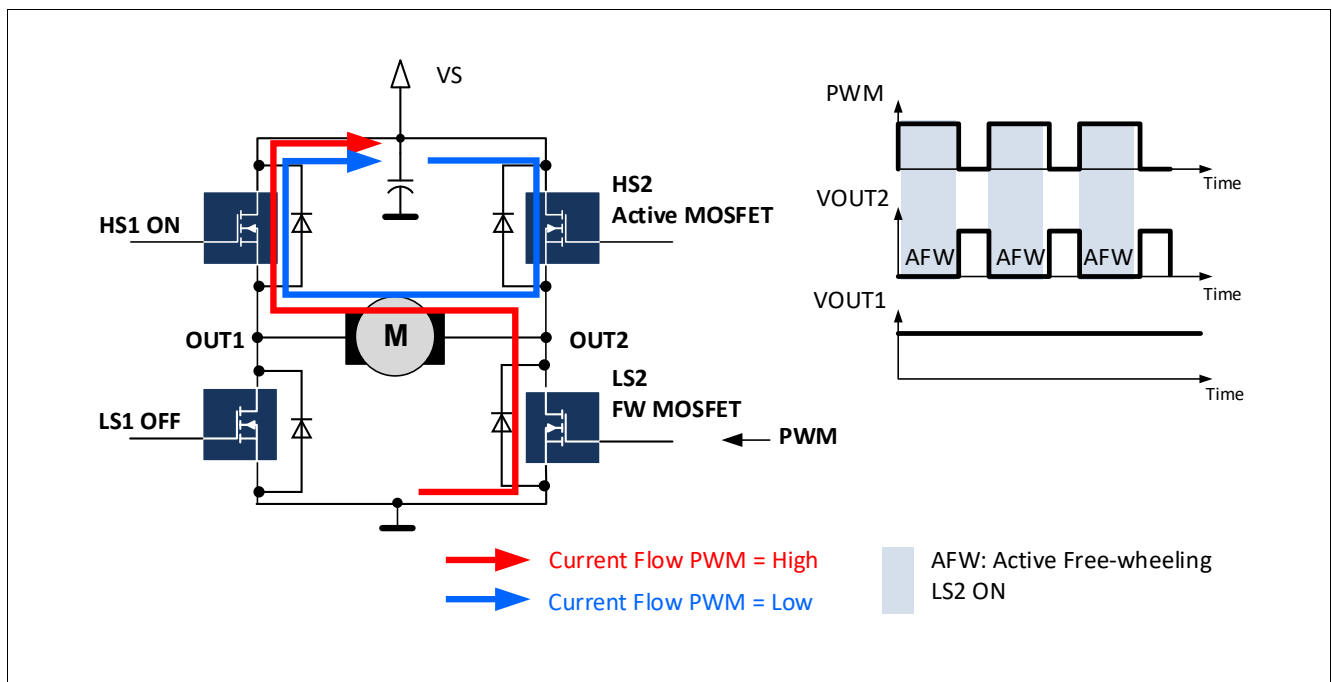 VS
HS1 ON
HS2
Active MOSFET
OUT1
M
OUT2
LS1 OFF
LS2
FW MOSFET
PWM
PWM
Time
VOUT2
AFW
AFW
AFW
Time
VOUT1
Time
Current Flow PWM = High
Current Flow PWM = Low
AFW: Active Free-wheeling
LS2 ON